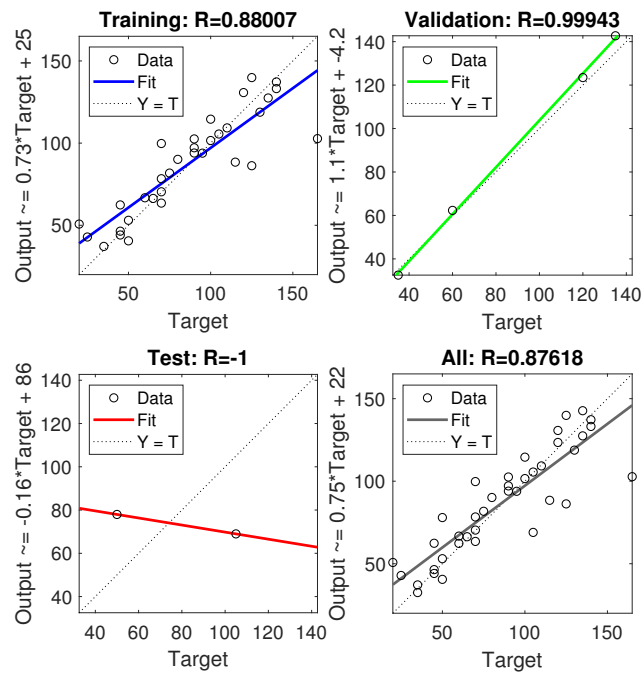 Training: R=0.88007
Output ~= 0.73*Target + 25
Data
Fit
Y = T
150
100
50
50 100 150
Target
Validation: R=0.99943
Output ~= 1.1*Target + -4.2
Data
Fit
Y = T
140
120
100
80
60
40
40 60 80 100 120 140
Target
Test: R=-1
Output ~= -0.16*Target + 86
Data
Fit
Y = T
140
120
100
80
60
40
40 60 80 100 120 140
Target
All: R=0.87618
Output ~= 0.75*Target + 22
Data
Fit
Y = T
150
100
50
50 100 150
Target